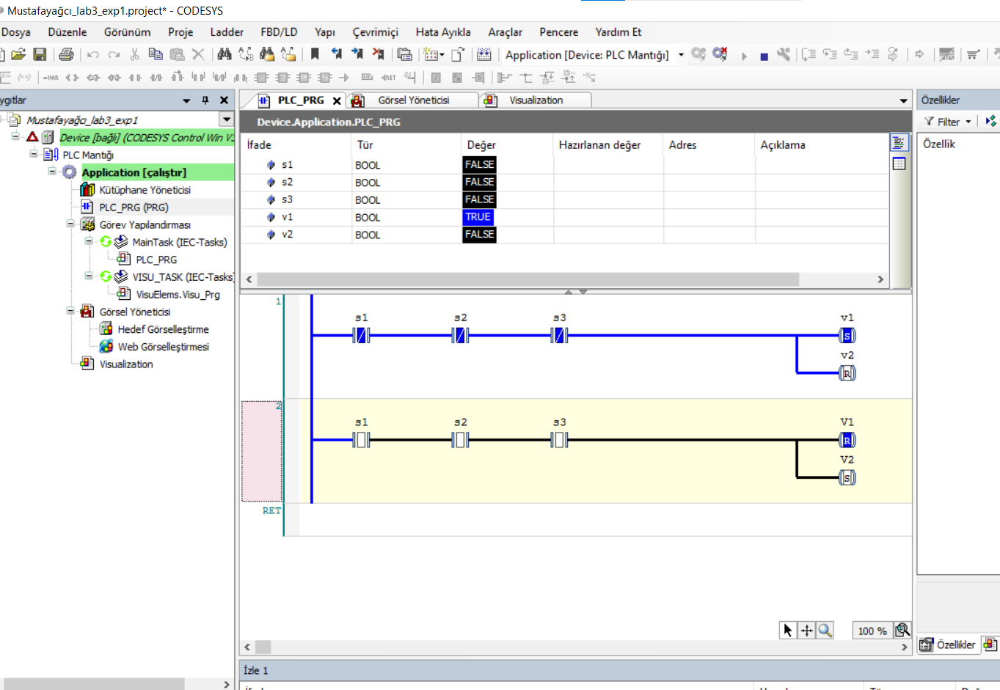 Mustafayağcı_lab3_exp1.project* - CODESYS
Dosya Düzenle Görünüm Proje Ladder FBD/LD Yapı Çevrimiçi Hata Ayıkla Araçlar Pencere Yardım Et
Application [Device: PLC Mantığı]
ygıtlar
Mustafayağcı_lab3_exp1
Device [bağlı] (CODESYS Control Win V3
PLC Mantığı
Application [çalıştır]
Kütüphane Yöneticisi
PLC_PRG (PRG)
Görev Yapılandırması
MainTask (IEC-Tasks)
PLC_PRG
VISU_TASK (IEC-Tasks)
VisuElems.Visu_Prg
Görsel Yöneticisi
Hedef Görselleştirme
Web Görselleştirmesi
Visualization
PLC_PRG Görsel Yöneticisi Visualization
Device.Application.PLC_PRG
İfade Tür Değer Hazırlanan değer Adres Açıklama
s1 BOOL FALSE
s2 BOOL FALSE
s3 BOOL FALSE
v1 BOOL TRUE
v2 BOOL FALSE
1
s1 s2 s3 v1
S
v2
R
2
s1 s2 s3 V1
R
V2
S
RET
100 %
İzle 1
Özellikler
Filter
Özellik
Özellikler